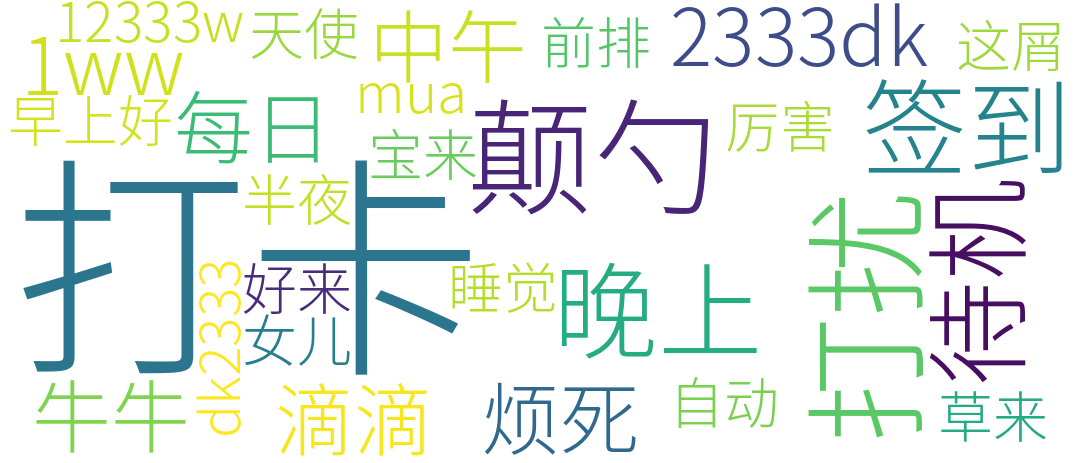 12333w
天使
中午
前排
2333dk
这屑
1ww
mua
早上好
每日
宝来
颠勺
厉害
签到
打卡
半夜
好来
女儿
睡觉
晚上
打扰
待机
dk2333
牛牛
滴滴
烦死
自动
草来